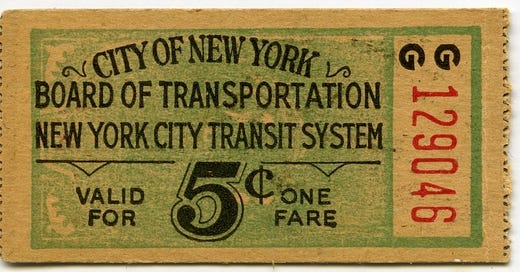 CITY OF NEW YORK
BOARD OF TRANSPORTATION
NEW YORK CITY TRANSIT SYSTEM
VALID FOR 5¢ ONE FARE
G G
129046